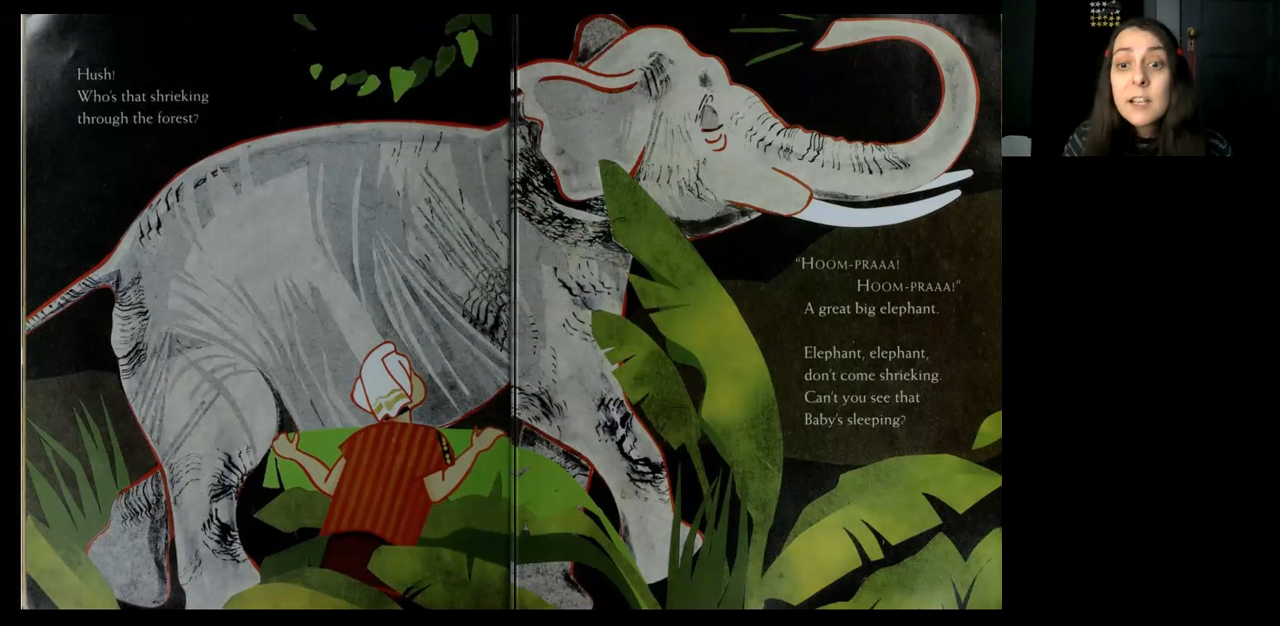 Hush!
Who's that shrieking
through the forest?
"HOOM-PRAAA!
HOOM-PRAAA!"
A great big elephant.
Elephant, elephant,
don't come shrieking.
Can't you see that
Baby's sleeping?